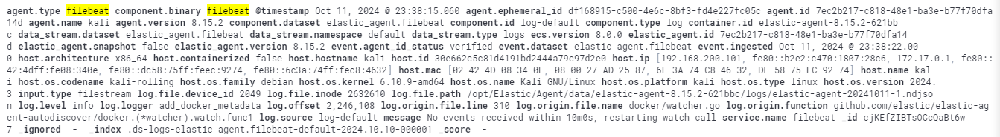 agent.type filebeat component.binary filebeat @timestamp Oct 11, 2024 @ 23:38:15.060 agent.ephemeral_id df168915-c500-4e6c-8bf3-fd4e227fc05c agent.id 7ec2b217-c818-48e1-ba3e-b77f70dfa
14d agent.name kali agent.version 8.15.2 component.dataset elastic_agent.filebeat component.id log-default component.type log container.id elastic-agent-8.15.2-621bb
c data_stream.dataset elastic_agent.filebeat data_stream.namespace default data_stream.type logs ecs.version 8.0.0 elastic_agent.id 7ec2b217-c818-48e1-ba3e-b77f70dfa14
d elastic_agent.snapshot false elastic_agent.version 8.15.2 event.agent_id_status verified event.dataset elastic_agent.filebeat event.ingested Oct 11, 2024 @ 23:38:22.00
0 host.architecture x86_64 host.containerized false host.hostname kali host.id 30e662c5c81d4191bd2444a79c97d2e0 host.ip [192.168.200.101, fe80::b2e2:c470:1807:28c6, 172.17.0.1, fe80::
42:4dff:fe08:340e, fe80::dc58:75ff:feec:9274, fe80::6c3a:74ff:fec8:4632] host.mac [02-42-4D-08-34-0E, 08-00-27-AD-25-87, 6E-3A-74-C8-46-32, DE-58-75-EC-92-74] host.name kal
i host.os.codename kali-rolling host.os.family debian host.os.kernel 6.10.9-amd64 host.os.name Kali GNU/Linux host.os.platform kali host.os.type linux host.os.version 2024.
3 input.type filestream log.file.device_id 2049 log.file.inode 2632610 log.file.path /opt/Elastic/Agent/data/elastic-agent-8.15.2-621bbc/logs/elastic-agent-20241011-1.ndjso
n log.level info log.logger add_docker_metadata log.offset 2,246,108 log.origin.file.line 310 log.origin.file.name docker/watcher.go log.origin.function github.com/elastic/elastic-ag
ent-autodiscover/docker.(*watcher).watch.func1 log.source log-default message No events received within 10m0s, restarting watch call service.name filebeat _id cjKEfZIBTsOCcQaBt6w
7 _ignored - _index .ds-logs-elastic_agent.filebeat-default-2024.10.10-000001 _score -